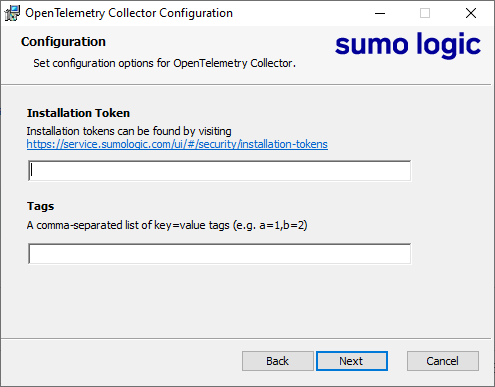 OpenTelemetry Collector Configuration
Configuration
sumo logic
Set configuration options for OpenTelemetry Collector.
Installation Token
Installation tokens can be found by visiting
https://service.sumologic.com/ui/#/security/installation-tokens
Tags
A comma-separated list of key=value tags (e.g. a=1,b=2)
Back
Next
Cancel